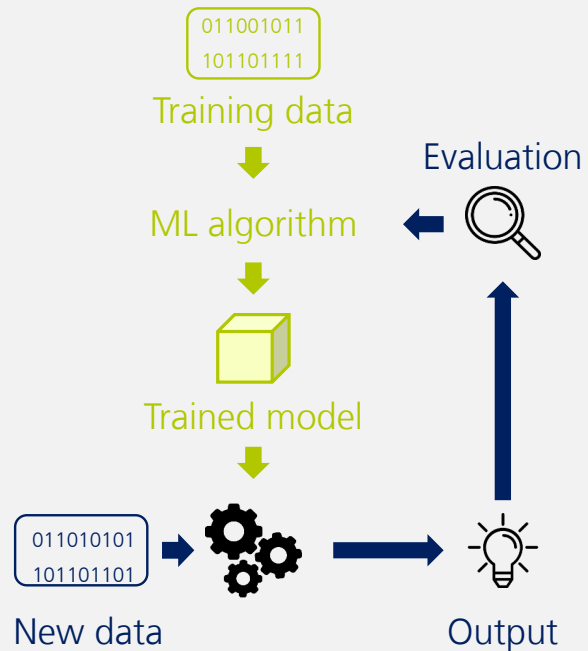 011001011
101101111
Training data
Evaluation
ML algorithm
Trained model
011010101
101101101
New data
Output